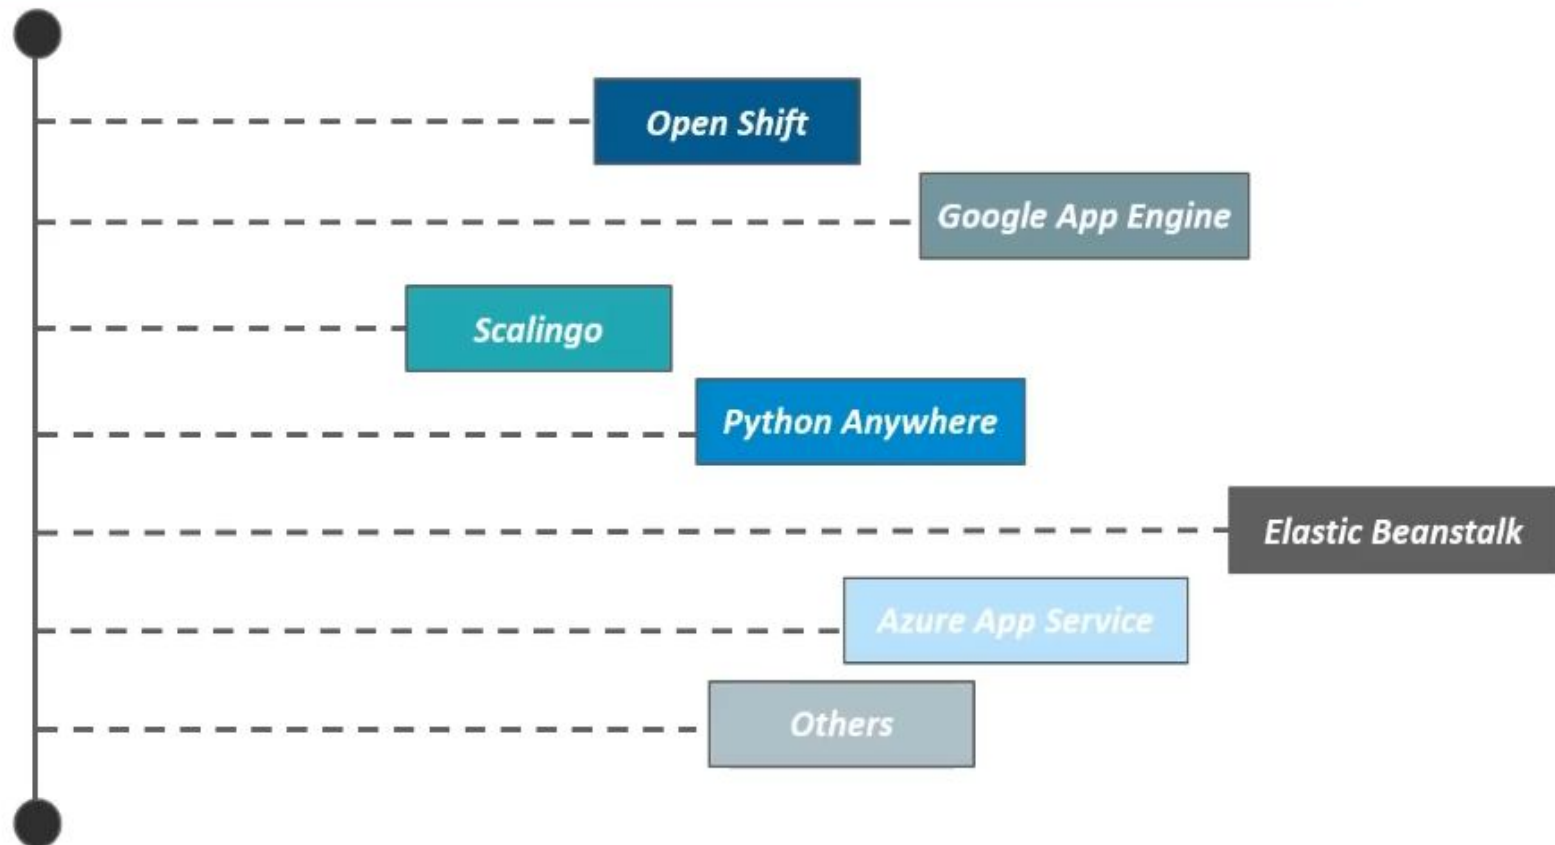 Open Shift
Google App Engine
Scalingo
Python Anywhere
Elastic Beanstalk
Azure App Service
Others